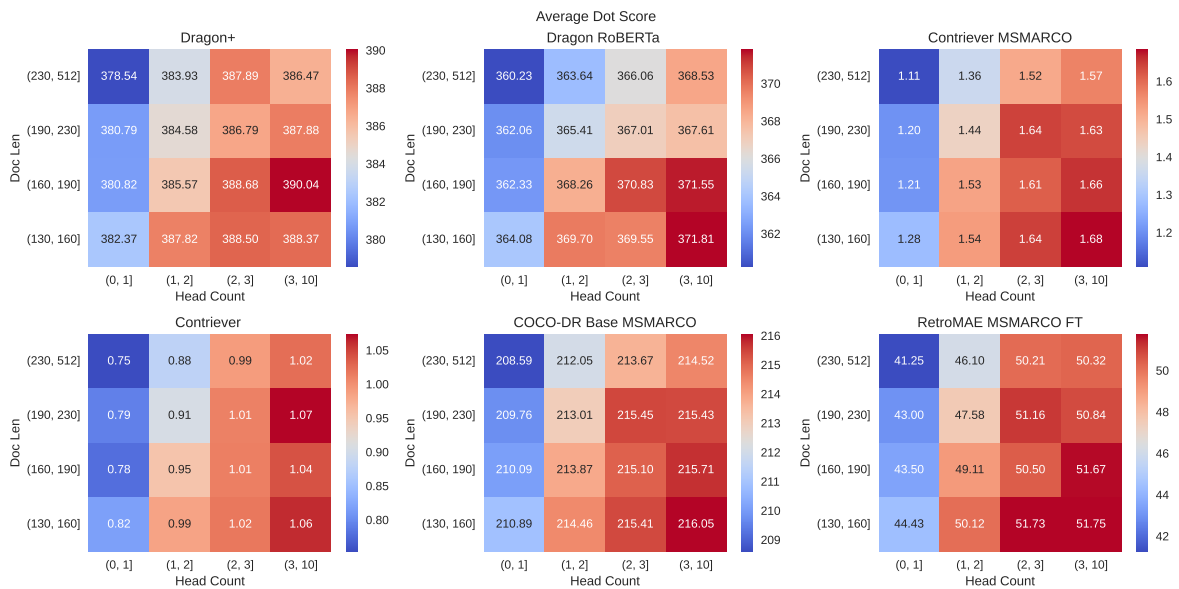 Average Dot Score
Dragon+
Doc Len
(230, 512] 378.54 383.93 387.89 386.47
(190, 230] 380.79 384.58 386.79 387.88
(160, 190] 380.82 385.57 388.68 390.04
(130, 160] 382.37 387.82 388.50 388.37
(0, 1] (1, 2] (2, 3] (3, 10]
Head Count
390
388
386
384
382
380
Dragon RoBERTa
Doc Len
(230, 512] 360.23 363.64 366.06 368.53
(190, 230] 362.06 365.41 367.01 367.61
(160, 190] 362.33 368.26 370.83 371.55
(130, 160] 364.08 369.70 369.55 371.81
(0, 1] (1, 2] (2, 3] (3, 10]
Head Count
370
368
366
364
362
Contriever MSMARCO
Doc Len
(230, 512] 1.11 1.36 1.52 1.57
(190, 230] 1.20 1.44 1.64 1.63
(160, 190] 1.21 1.53 1.61 1.66
(130, 160] 1.28 1.54 1.64 1.68
(0, 1] (1, 2] (2, 3] (3, 10]
Head Count
1.6
1.5
1.4
1.3
1.2
Contriever
Doc Len
(230, 512] 0.75 0.88 0.99 1.02
(190, 230] 0.79 0.91 1.01 1.07
(160, 190] 0.78 0.95 1.01 1.04
(130, 160] 0.82 0.99 1.02 1.06
(0, 1] (1, 2] (2, 3] (3, 10]
Head Count
1.05
1.00
0.95
0.90
0.85
0.80
COCO-DR Base MSMARCO
Doc Len
(230, 512] 208.59 212.05 213.67 214.52
(190, 230] 209.76 213.01 215.45 215.43
(160, 190] 210.09 213.87 215.10 215.71
(130, 160] 210.89 214.46 215.41 216.05
(0, 1] (1, 2] (2, 3] (3, 10]
Head Count
216
215
214
213
212
211
210
209
RetroMAE MSMARCO FT
Doc Len
(230, 512] 41.25 46.10 50.21 50.32
(190, 230] 43.00 47.58 51.16 50.84
(160, 190] 43.50 49.11 50.50 51.67
(130, 160] 44.43 50.12 51.73 51.75
(0, 1] (1, 2] (2, 3] (3, 10]
Head Count
50
48
46
44
42